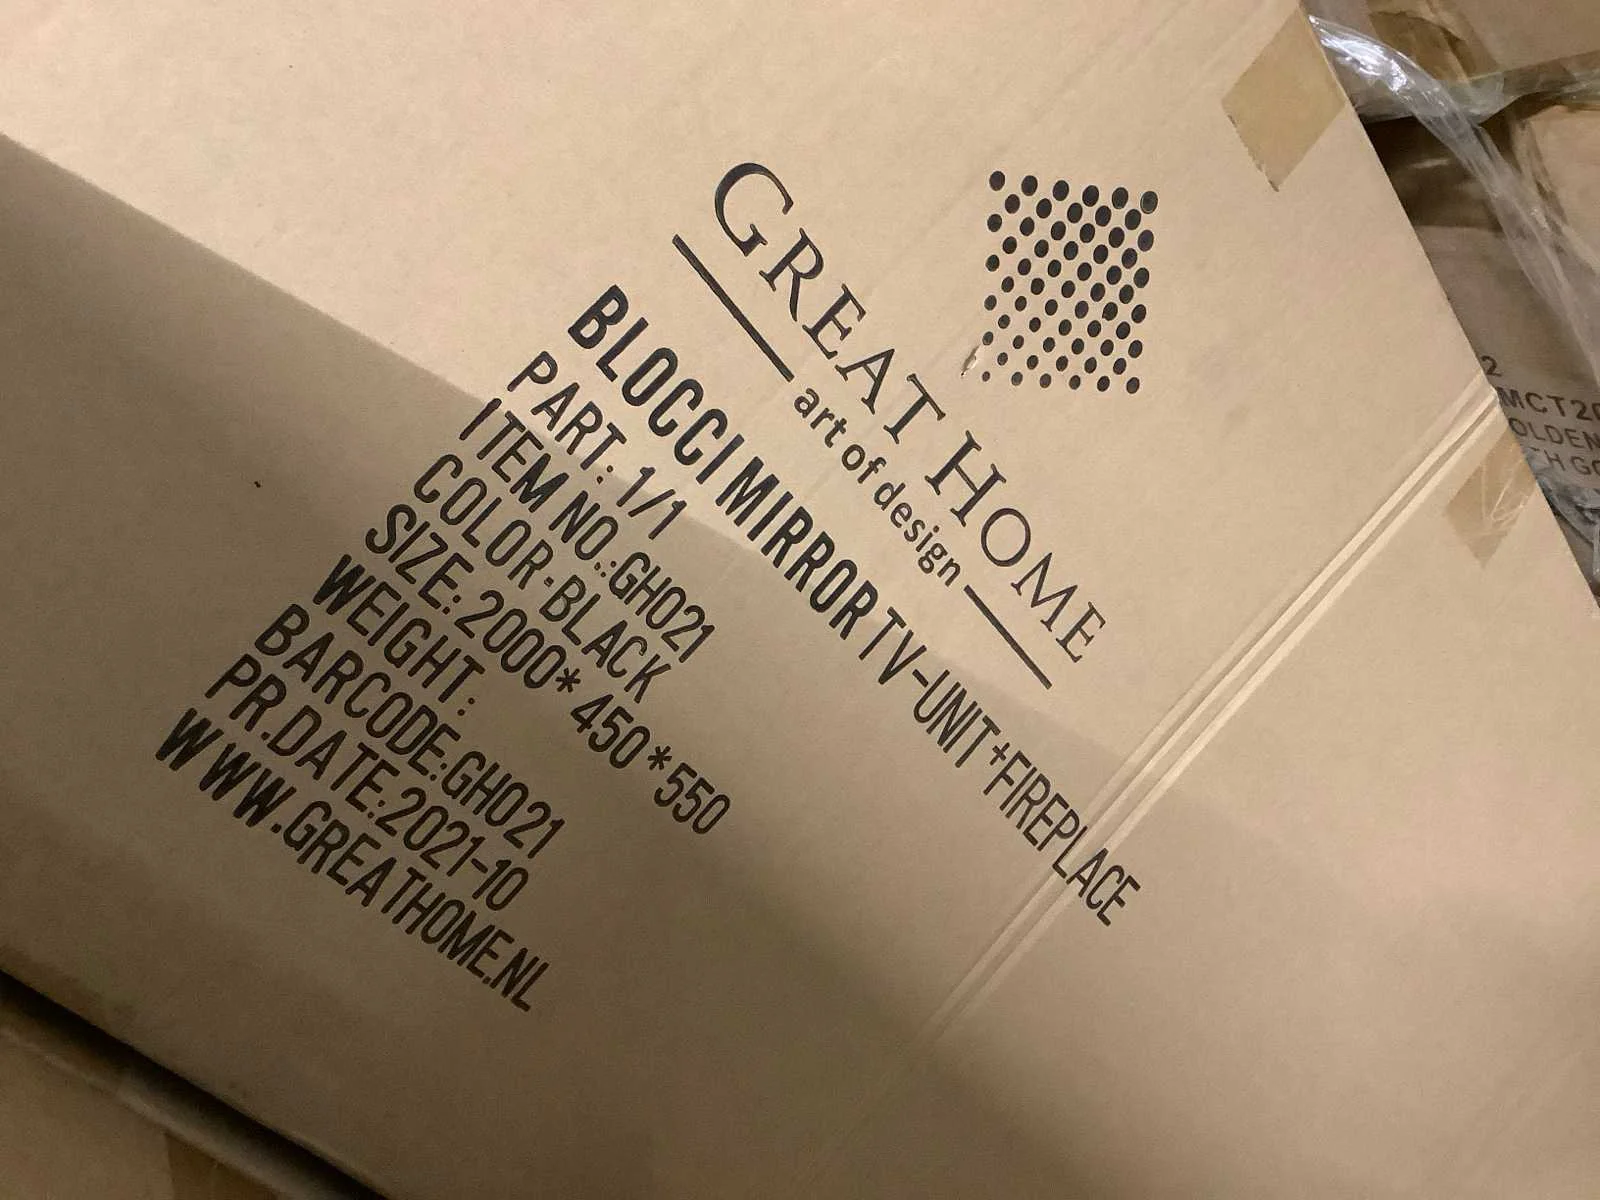 GREAT HOME
art of design
BLOCCI MIRROR TV-UNIT+FIREPLACE
PART: 1/1
ITEM NO.:GH021
COLOR:BLACK
SIZE: 2000*450*550
WEIGHT:
BARCODE:GH021
PR.DATE:2021-10
WWW.GREATHOME.NL
2